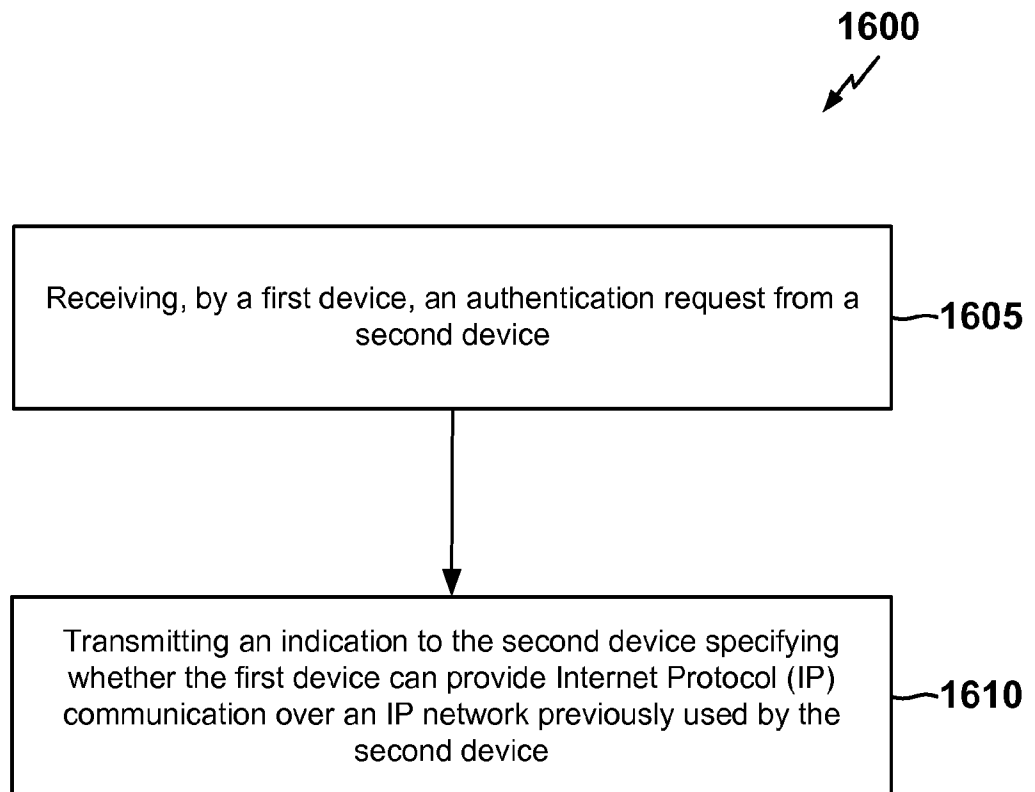 1600
Receiving, by a first device, an authentication request from a
second device
1605
Transmitting an indication to the second device specifying
whether the first device can provide Internet Protocol (IP)
communication over an IP network previously used by the
second device
1610